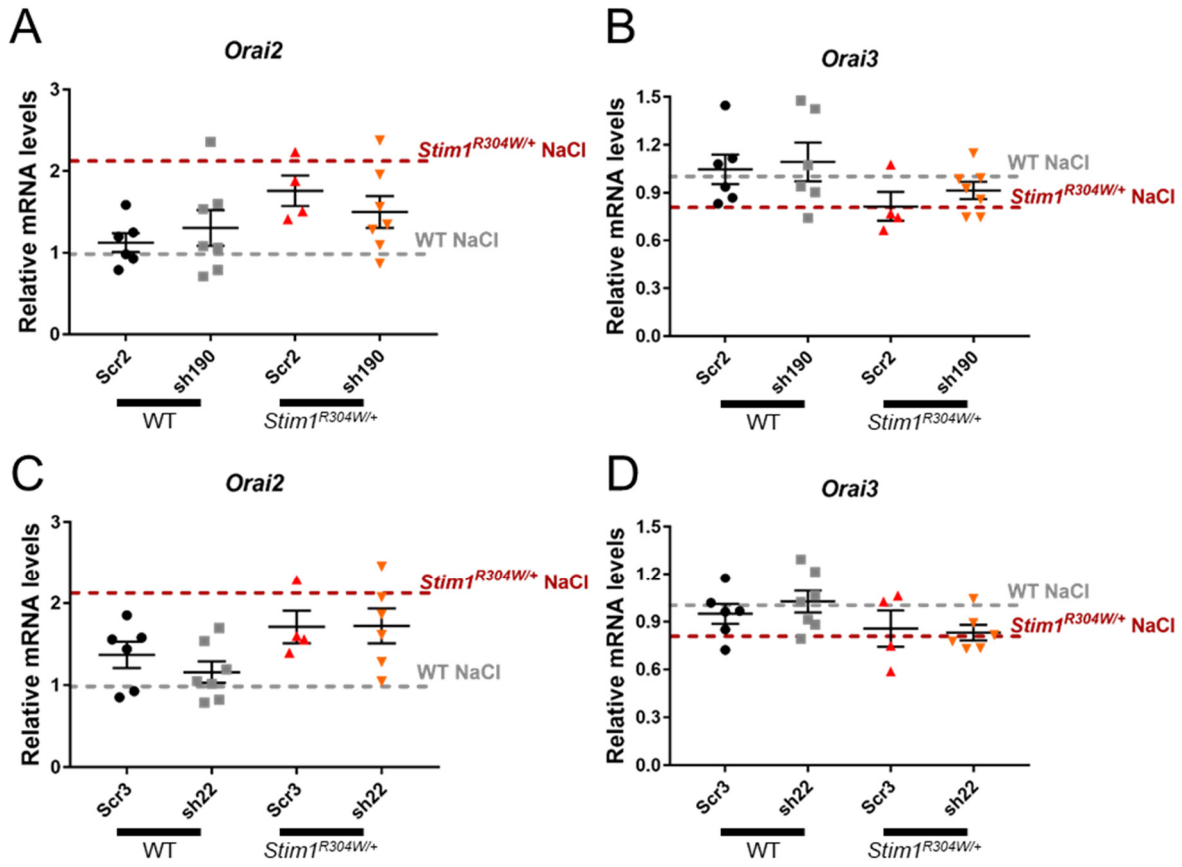 A
Orai2
Relative mRNA levels
3
2
1
0
Stim1R304W/+ NaCl
WT NaCl
Scr2
sh190
Scr2
sh190
WT
Stim1R304W/+
B
Orai3
Relative mRNA levels
1.5
1.2
0.9
0.6
0.3
0.0
WT NaCl
Stim1R304W/+ NaCl
Scr2
sh190
Scr2
sh190
WT
Stim1R304W/+
C
Orai2
Relative mRNA levels
3
2
1
0
Stim1R304W/+ NaCl
WT NaCl
Scr3
sh22
Scr3
sh22
WT
Stim1R304W/+
D
Orai3
Relative mRNA levels
1.5
1.2
0.9
0.6
0.3
0.0
WT NaCl
Stim1R304W/+ NaCl
Scr3
sh22
Scr3
sh22
WT
Stim1R304W/+